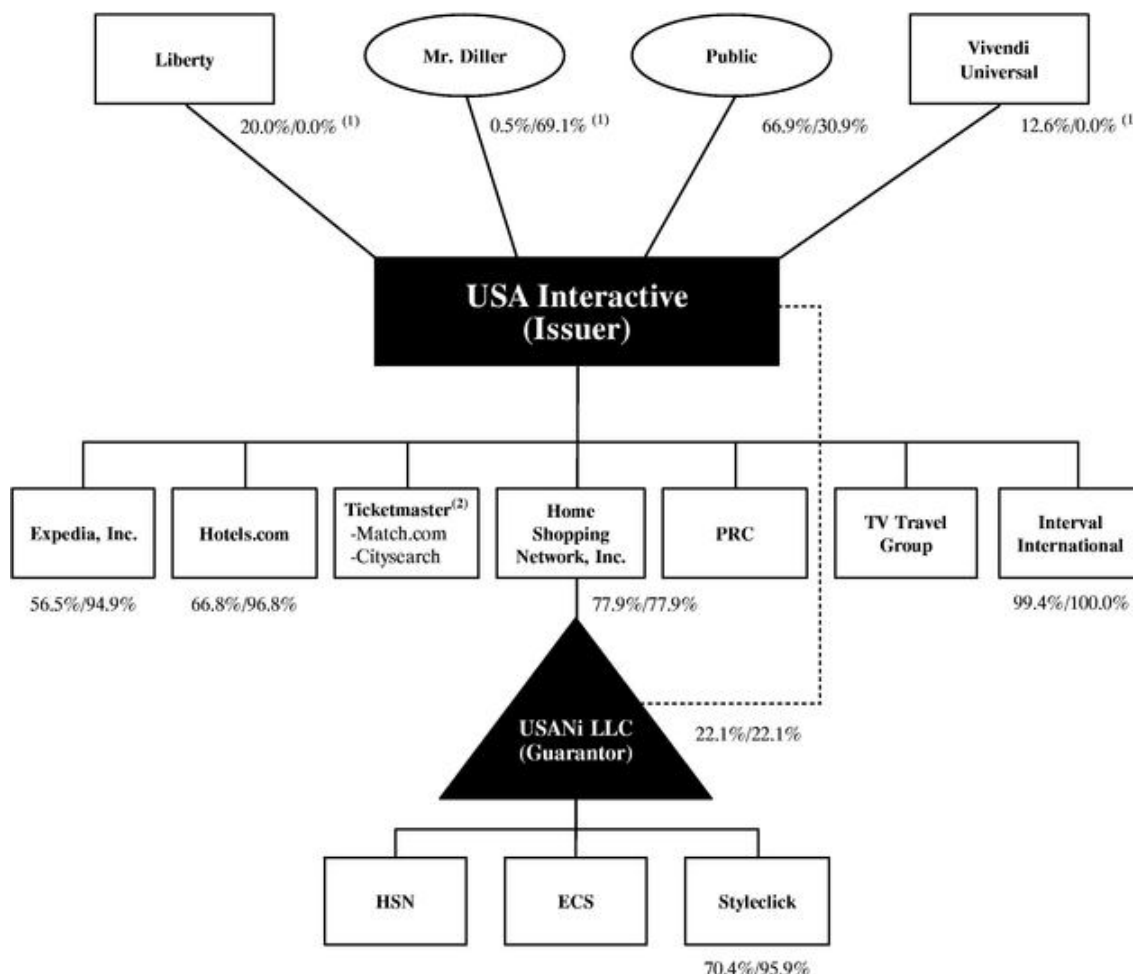 Liberty
Mr. Diller
Public
Vivendi
Universal
20.0%/0.0% (1)
0.5%/69.1% (1)
66.9%/30.9%
12.6%/0.0% (1
USA Interactive
(Issuer)
Expedia, Inc.
Hotels.com
Ticketmaster(2)
-Match.com
-Citysearch
Home
Shopping
Network, Inc.
PRC
TV Travel
Group
Interval
International
56.5%/94.9%
66.8%/96.8%
77.9%/77.9%
99.4%/100.0%
USANi LLC
(Guarantor)
22.1%/22.1%
HSN
ECS
Styleclick
70.4%/95.9%